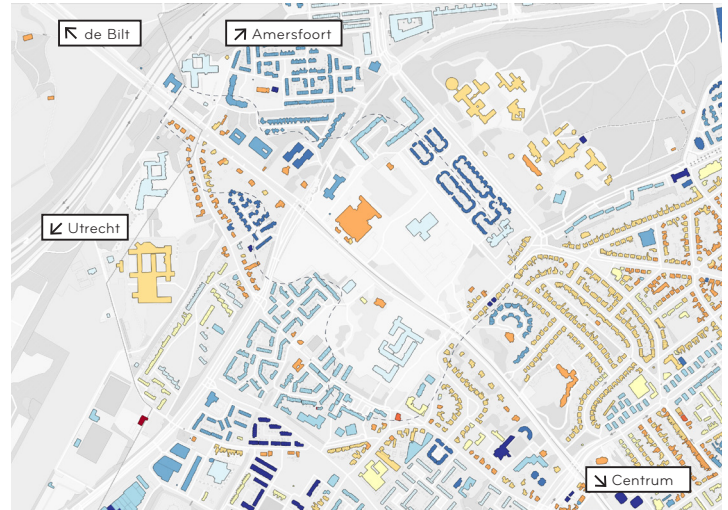 ↖ de Bilt
↗ Amersfoort
↙ Utrecht
↘ Centrum